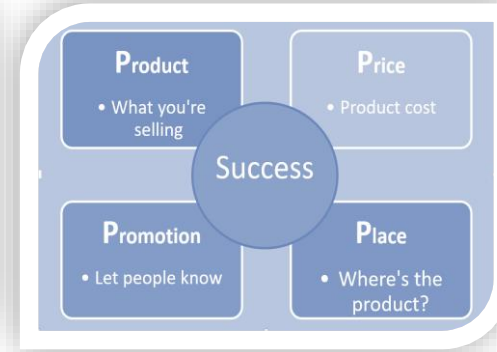 Product
• What you're
selling
Price
• Product cost
Success
Promotion
• Let people know
Place
• Where's the
product?